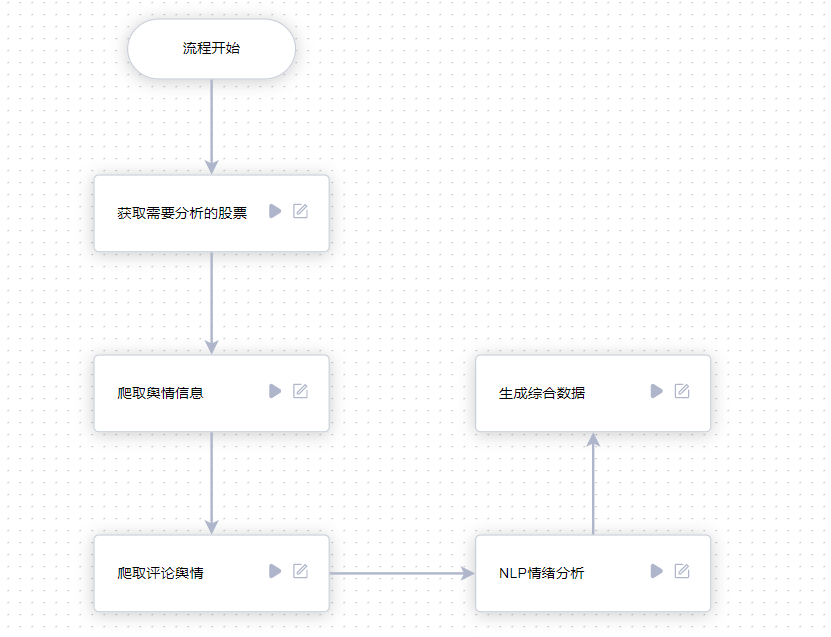 流程开始
获取需要分析的股票
爬取舆情信息
生成综合数据
爬取评论舆情
NLP情绪分析